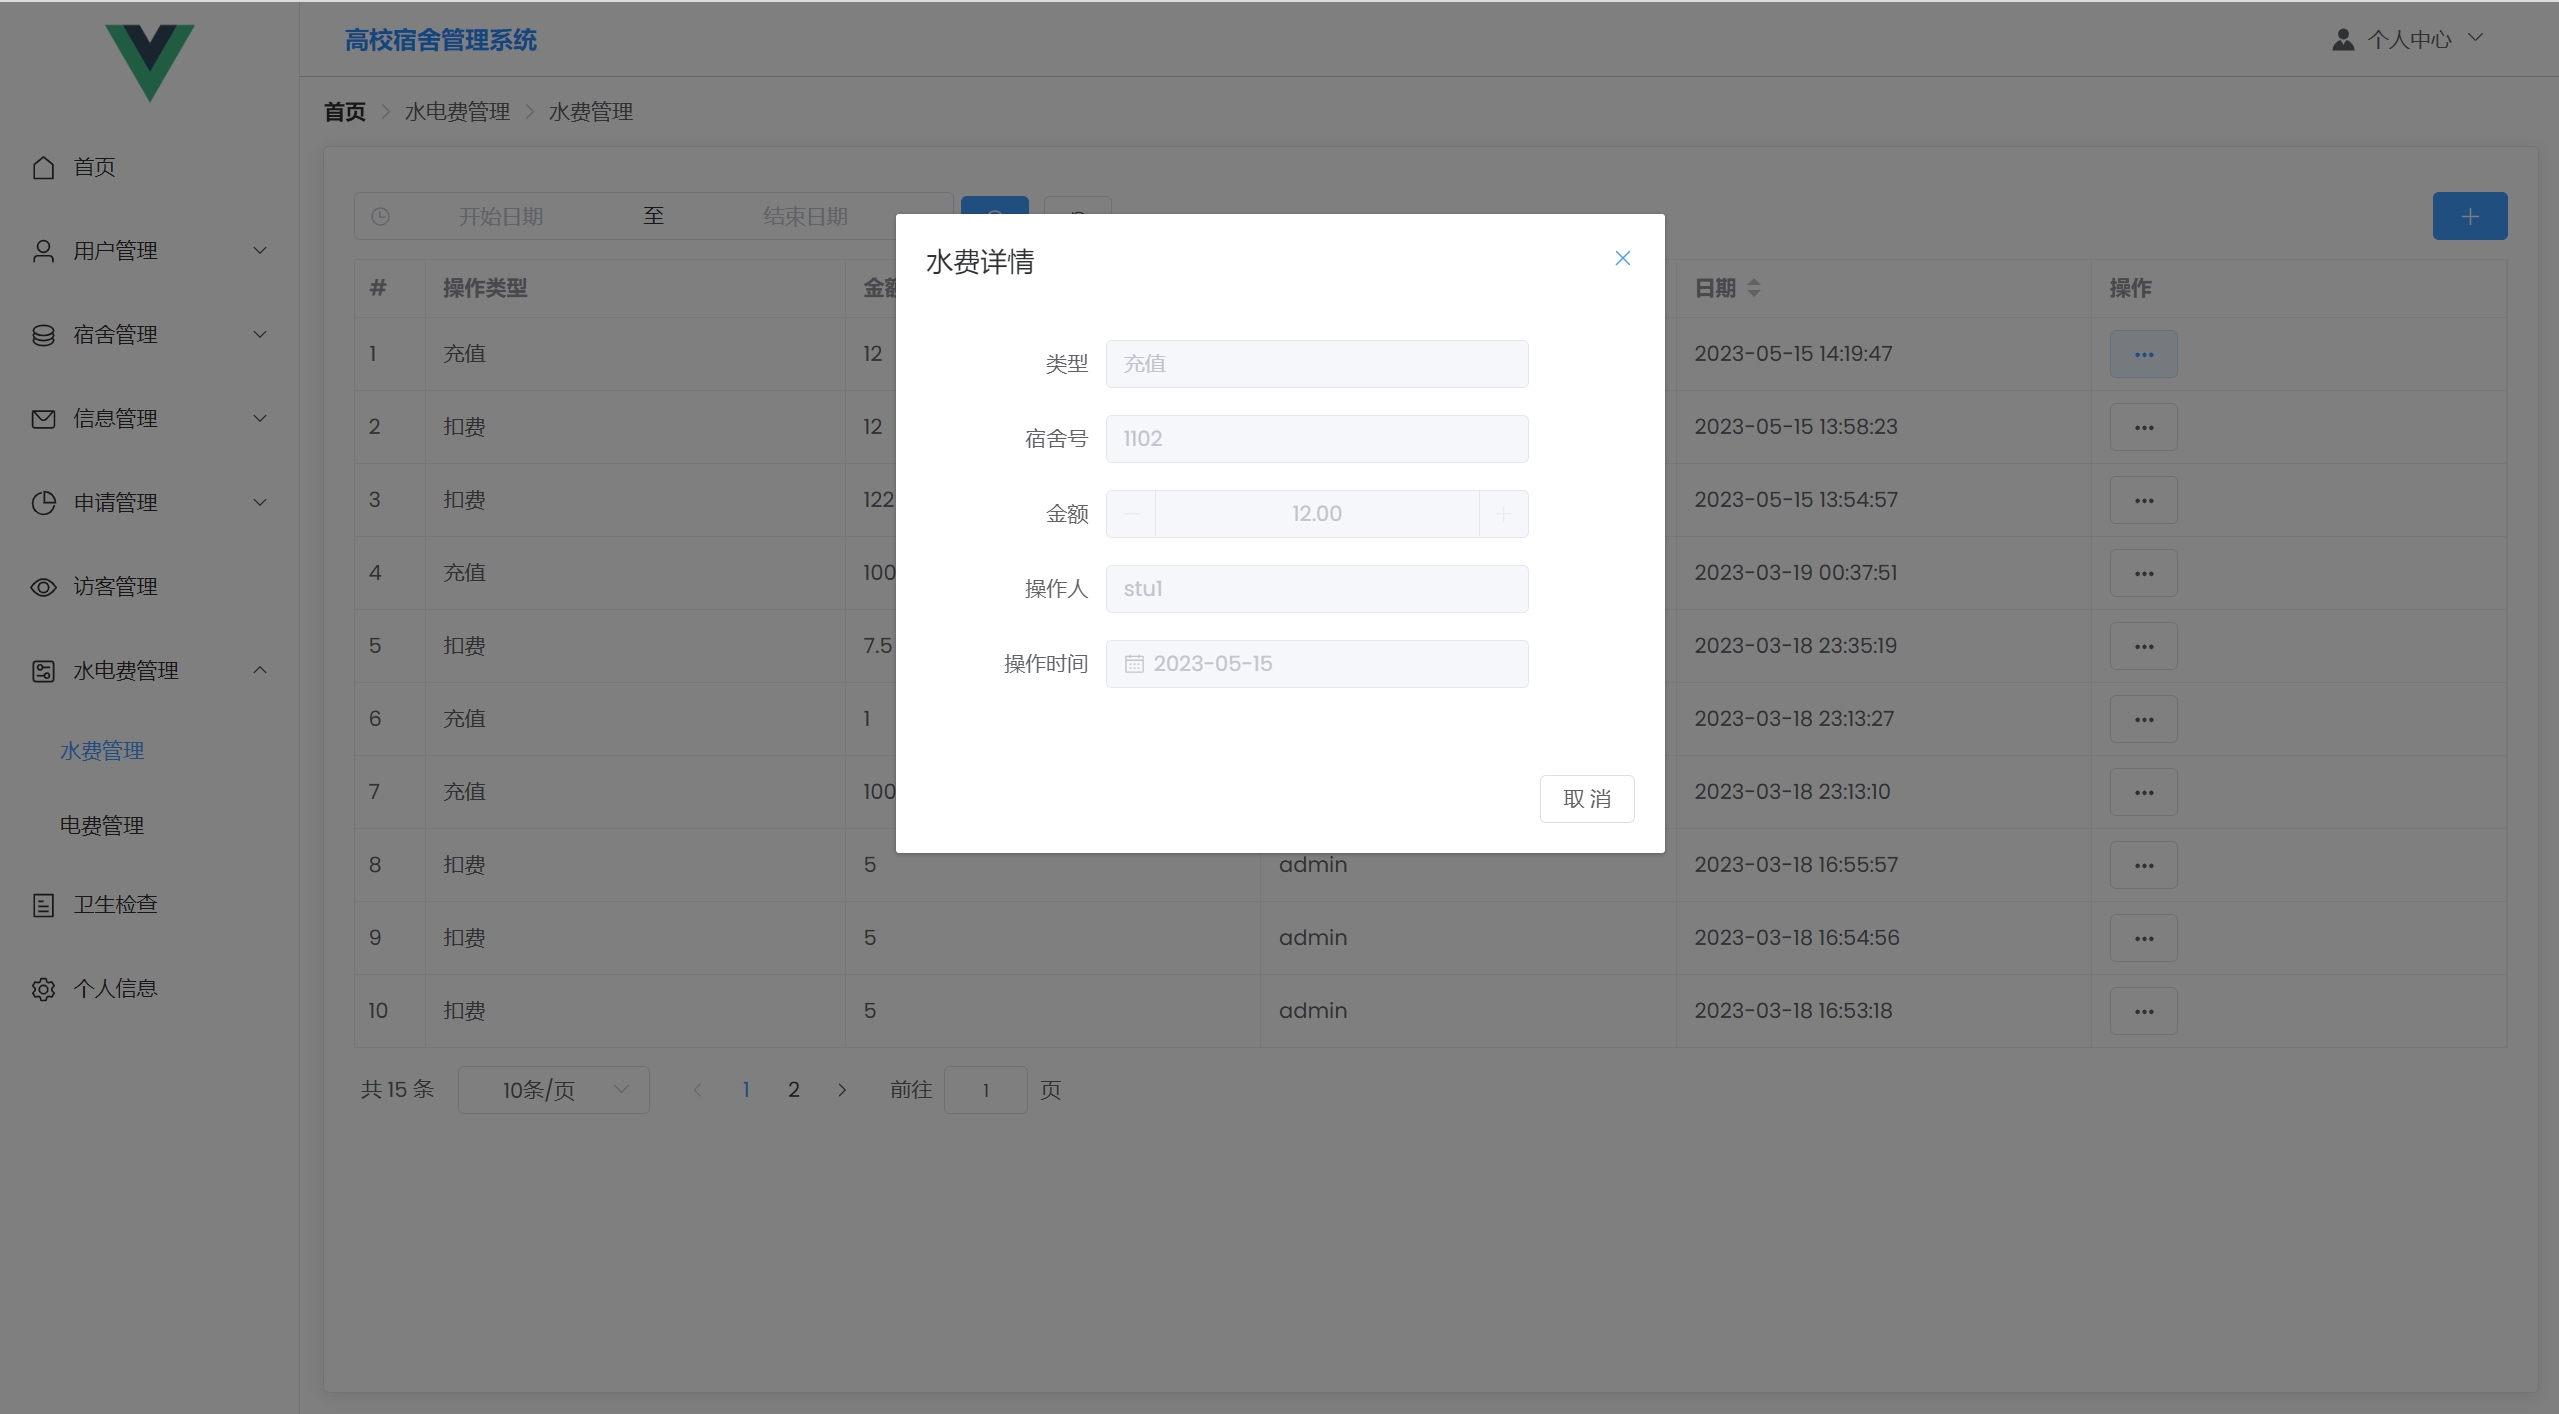 高校宿舍管理系统
个人中心
首页
用户管理
宿舍管理
信息管理
申请管理
访客管理
水电费管理
水费管理
电费管理
卫生检查
个人信息
首页 水电费管理 水费管理
开始日期 至 结束日期
# 操作类型 金额 日期 操作
1 充值 12 2023-05-15 14:19:47
2 扣费 12 2023-05-15 13:58:23
3 扣费 122 2023-05-15 13:54:57
4 充值 100 2023-03-19 00:37:51
5 扣费 7.5 2023-03-18 23:35:19
6 充值 1 2023-03-18 23:13:27
7 充值 100 2023-03-18 23:13:10
8 扣费 5 admin 2023-03-18 16:55:57
9 扣费 5 admin 2023-03-18 16:54:56
10 扣费 5 admin 2023-03-18 16:53:18
共 15 条 10条/页 1 2 前往 1 页
水费详情
类型 充值
宿舍号 1102
金额 12.00
操作人 stu1
操作时间 2023-05-15
取 消